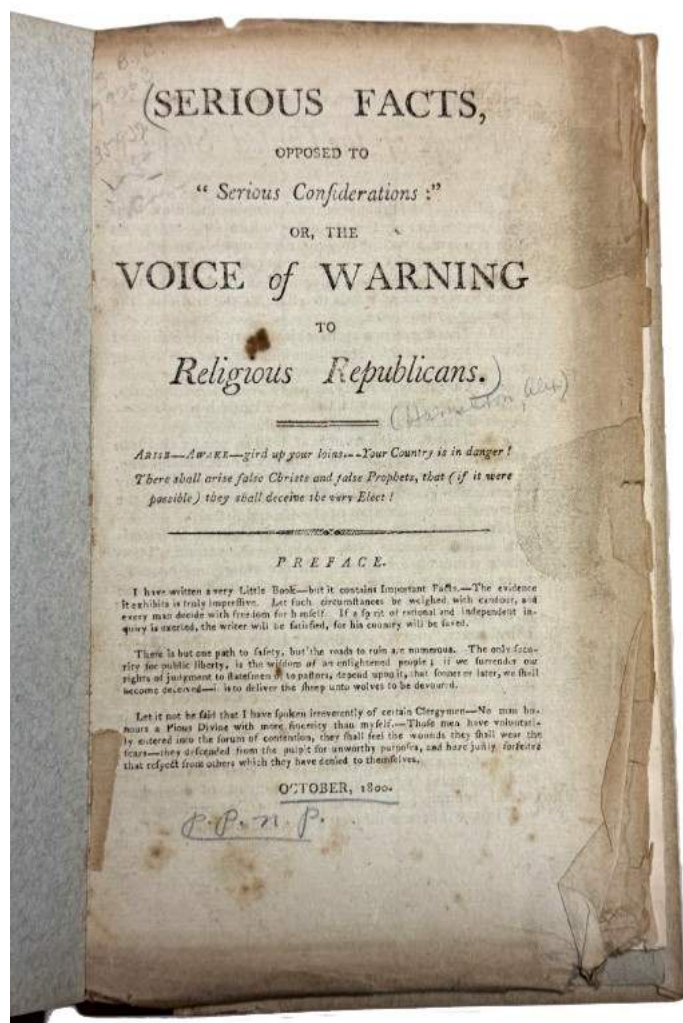 (SERIOUS FACTS,
OPPOSED TO
“ Serious Conſiderations :”
OR, THE
VOICE of WARNING
TO
Religious Republicans.)
(Hamilton, Alex)
ARISE—AWAKE—gird up your loins---Your Country is in danger !
There shall arise false Christs and false Prophets, that (if it were
possible) they shall deceive the very Elect !
PREFACE.
I have written a very Little Book—but it contains Important Facts.—The evidence
it exhibits is truly impreſſive. Let ſuch circumſtances be weighed with candour, and
every man decide with freedom for himſelf. If a ſpirit of rational and independent in-
quiry is exerted, the writer will be ſatisfied, for his country will be ſaved.
There is but one path to ſafety, but the roads to ruin are numerous. The only ſecu-
rity for public liberty, is the wiſdom of an enlightened people ; if we ſurrender our
rights of judgment to ſtateſmen or to paſtors, depend upon it, that ſooner or later, we ſhall
become deceived—it is to deliver the ſheep unto wolves to be devoured.
Let it not be ſaid that I have ſpoken irreverently of certain Clergymen—No man ho-
nours a Pious Divine with more ſincerity than myſelf.—Thoſe men have voluntari-
ly entered into the forum of contention, they ſhall feel the wounds they ſhall wear the
ſcars—they deſcended from the pulpit for unworthy purpoſes, and have juſtly forfeited
that reſpect from others which they have denied to themſelves.
OCTOBER, 1800.
P. P. n P.